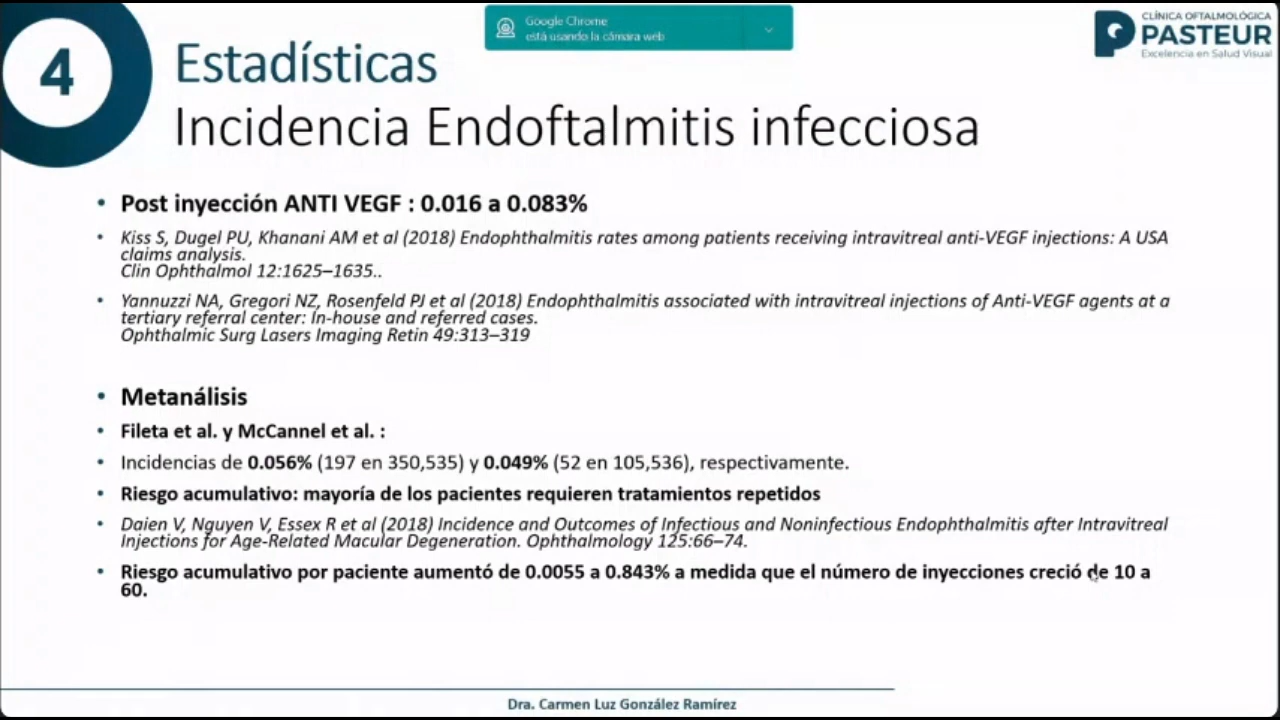 Google Chrome
está usando la cámara web
CLÍNICA OFTALMOLÓGICA
PASTEUR
Excelencia en Salud Visual
4
Estadísticas
Incidencia Endoftalmitis infecciosa
• Post inyección ANTI VEGF : 0.016 a 0.083%
• Kiss S, Dugel PU, Khanani AM et al (2018) Endophthalmitis rates among patients receiving intravitreal anti-VEGF injections: A USA
claims analysis.
Clin Ophthalmol 12:1625–1635..
• Yannuzzi NA, Gregori NZ, Rosenfeld PJ et al (2018) Endophthalmitis associated with intravitreal injections of Anti-VEGF agents at a
tertiary referral center: In-house and referred cases.
Ophthalmic Surg Lasers Imaging Retin 49:313–319
• Metanálisis
• Fileta et al. y McCannel et al. :
• Incidencias de 0.056% (197 en 350,535) y 0.049% (52 en 105,536), respectivamente.
• Riesgo acumulativo: mayoría de los pacientes requieren tratamientos repetidos
• Daien V, Nguyen V, Essex R et al (2018) Incidence and Outcomes of Infectious and Noninfectious Endophthalmitis after Intravitreal
Injections for Age-Related Macular Degeneration. Ophthalmology 125:66–74.
• Riesgo acumulativo por paciente aumentó de 0.0055 a 0.843% a medida que el número de inyecciones creció de 10 a
60.
Dra. Carmen Luz González Ramírez